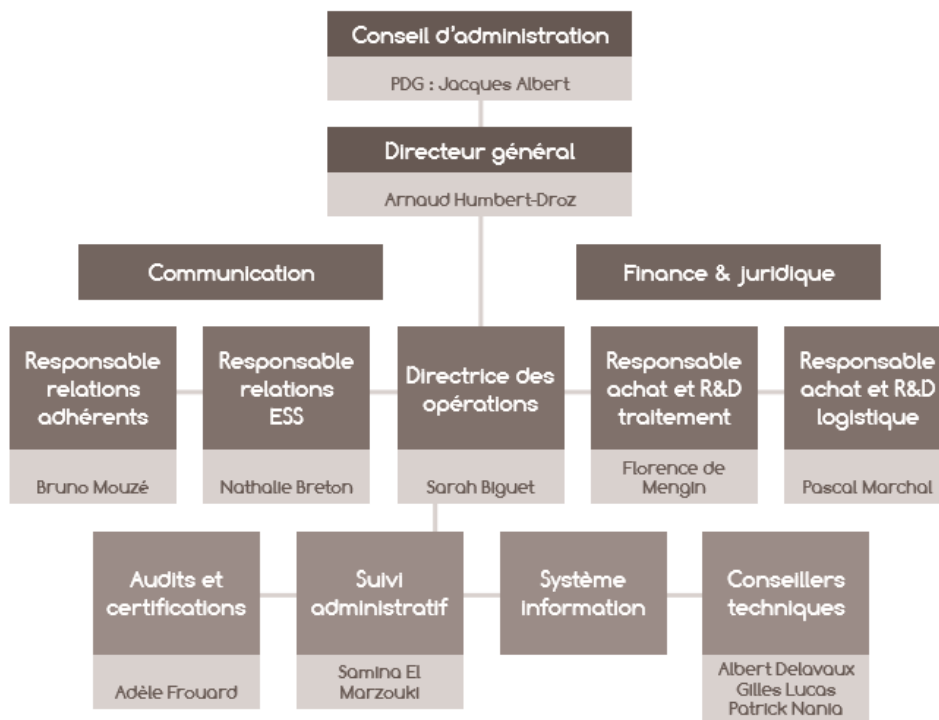 Conseil d'administration
PDG : Jacques Albert
Directeur général
Arnaud Humbert-Droz
Communication
Finance & juridique
Responsable
relations
adhérents
Bruno Mouzé
Responsable
relations
ESS
Nathalie Breton
Directrice des
opérations
Sarah Biguet
Responsable
achat et R&D
traitement
Florence de
Mengin
Responsable
achat et R&D
logistique
Pascal Marchal
Audits et
certifications
Adèle Frouard
Suivi
administratif
Samina El
Marzouki
Système
information
Conseillers
techniques
Albert Delavaux
Gilles Lucas
Patrick Nania